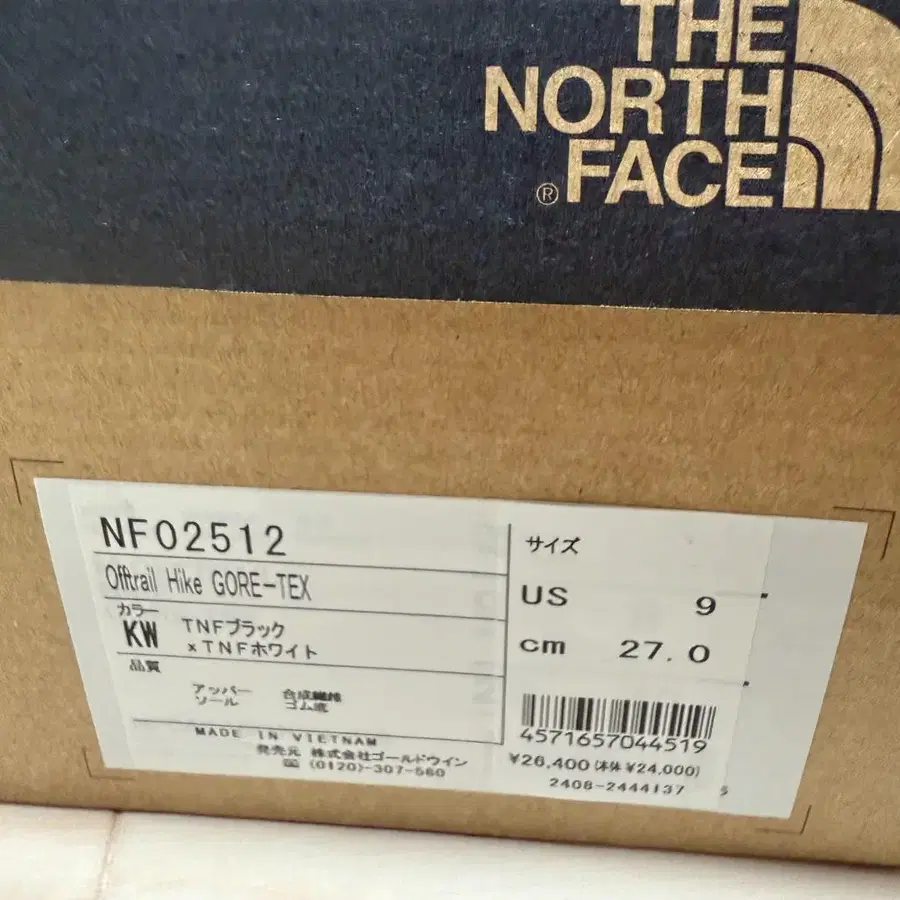 THE
NORTH
FACE
®
NF02512
Offtrail Hike GORE-TEX
カラー
KW TNFブラック
×TNFホワイト
品質
アッパー 合成繊維
ソール ゴム底
MADE IN VIETNAM
発売元 株式会社ゴールドウイン
(0120)-307-560
サイズ
US 9
cm 27.0
4571657044519
¥26,400 (本体 ¥24,000)
2408-2444137